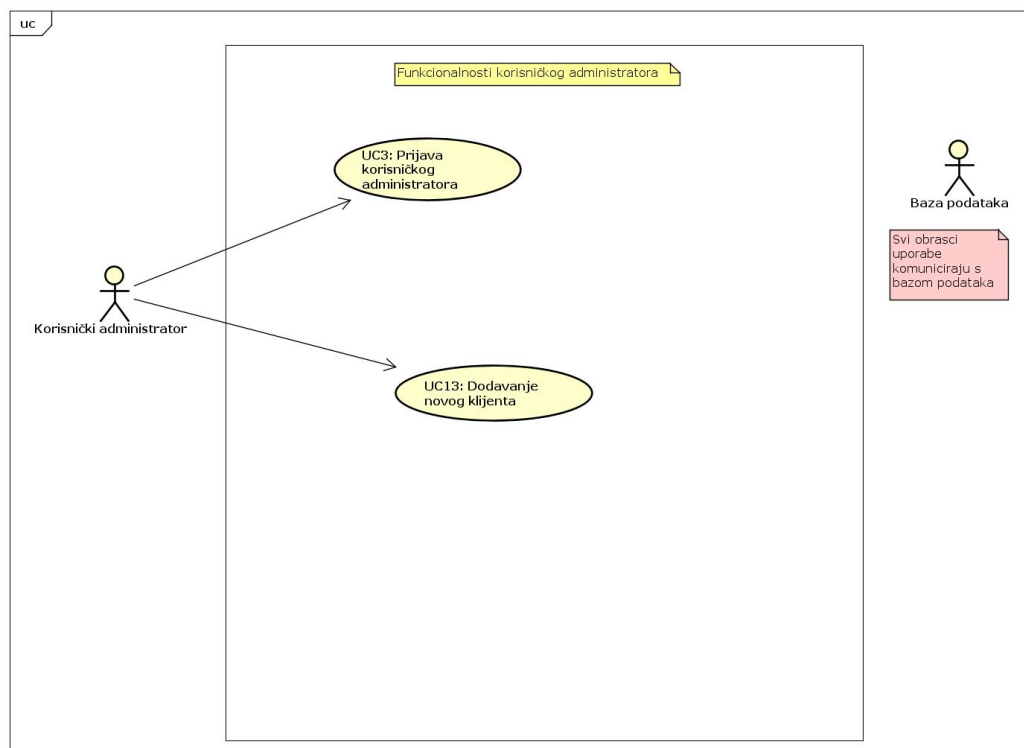 uc
Funkcionalnosti korisničkog administratora
UC3: Prijava
korisničkog
administratora
Baza podataka
Svi obrasci
uporabe
komuniciraju s
bazom podataka
Korisnički administrator
UC13: Dodavanje
novog klijenta